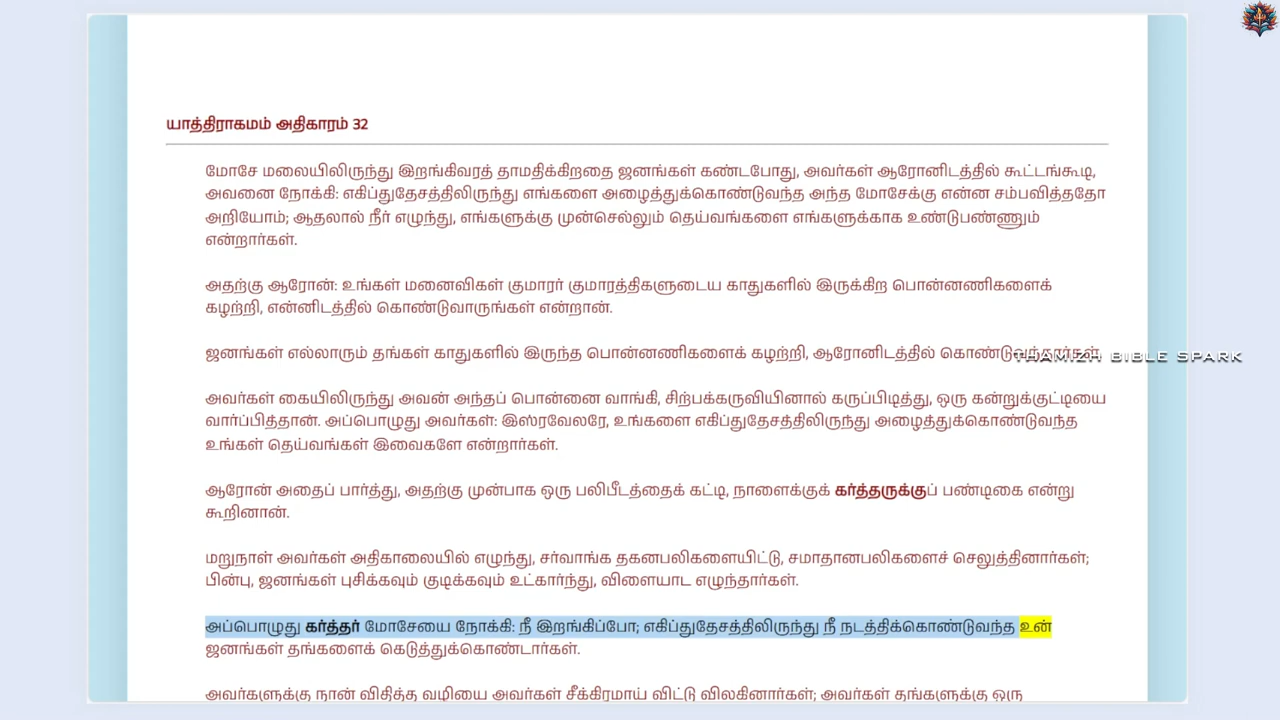 யாத்திராகமம் அதிகாரம் 32
மோசே மலையிலிருந்து இறங்கிவரத் தாமதிக்கிறதை ஜனங்கள் கண்டபோது, அவர்கள் ஆரோனிடத்தில் கூட்டங்கூடி,
அவனை நோக்கி: எகிப்துதேசத்திலிருந்து எங்களை அழைத்துக்கொண்டுவந்த அந்த மோசேக்கு என்ன சம்பவித்ததோ
அறியோம்; ஆதலால் நீர் எழுந்து, எங்களுக்கு முன்செல்லும் தெய்வங்களை எங்களுக்காக உண்டுபண்ணும்
என்றார்கள்.
அதற்கு ஆரோன்: உங்கள் மனைவிகள் குமாரர் குமாரத்திகளுடைய காதுகளில் இருக்கிற பொன்னணிகளைக்
கழற்றி, என்னிடத்தில் கொண்டுவாருங்கள் என்றான்.
ஜனங்கள் எல்லாரும் தங்கள் காதுகளில் இருந்த பொன்னணிகளைக் கழற்றி, ஆரோனிடத்தில் கொண்டுவந்தார்கள்.
THAMIZH BIBLE SPARK
அவர்கள் கையிலிருந்து அவன் அந்தப் பொன்னை வாங்கி, சிற்பக்கருவியினால் கருப்பிடித்து, ஒரு கன்றுக்குட்டியை
வார்ப்பித்தான். அப்பொழுது அவர்கள்: இஸ்ரவேலரே, உங்களை எகிப்துதேசத்திலிருந்து அழைத்துக்கொண்டுவந்த
உங்கள் தெய்வங்கள் இவைகளே என்றார்கள்.
ஆரோன் அதைப் பார்த்து, அதற்கு முன்பாக ஒரு பலிபீடத்தைக் கட்டி, நாளைக்குக் கர்த்தருக்குப் பண்டிகை என்று
கூறினான்.
மறுநாள் அவர்கள் அதிகாலையில் எழுந்து, சர்வாங்க தகனபலிகளையிட்டு, சமாதானபலிகளைச் செலுத்தினார்கள்;
பின்பு, ஜனங்கள் புசிக்கவும் குடிக்கவும் உட்கார்ந்து, விளையாட எழுந்தார்கள்.
அப்பொழுது கர்த்தர் மோசேயை நோக்கி: நீ இறங்கிப்போ; எகிப்துதேசத்திலிருந்து நீ நடத்திக்கொண்டுவந்த உன்
ஜனங்கள் தங்களைக் கெடுத்துக்கொண்டார்கள்.
அவர்களுக்கு நான் விதித்த வழியை அவர்கள் சீக்கிரமாய் விட்டு விலகினார்கள்; அவர்கள் தங்களுக்கு ஒரு